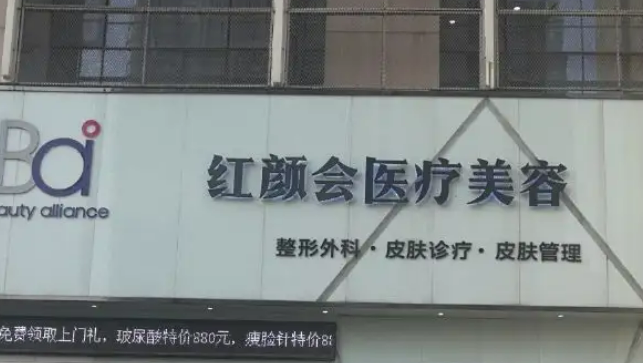 Bai
红颜会医疗美容
auty alliance
整形外科·皮肤诊疗·皮肤管理
免费领取上门礼，玻尿酸特价880元，瘦脸针特价8